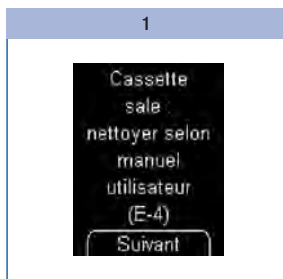 1
Cassette
sale :
nettoyer selon
manuel
utilisateur
(E-4)
Suivant